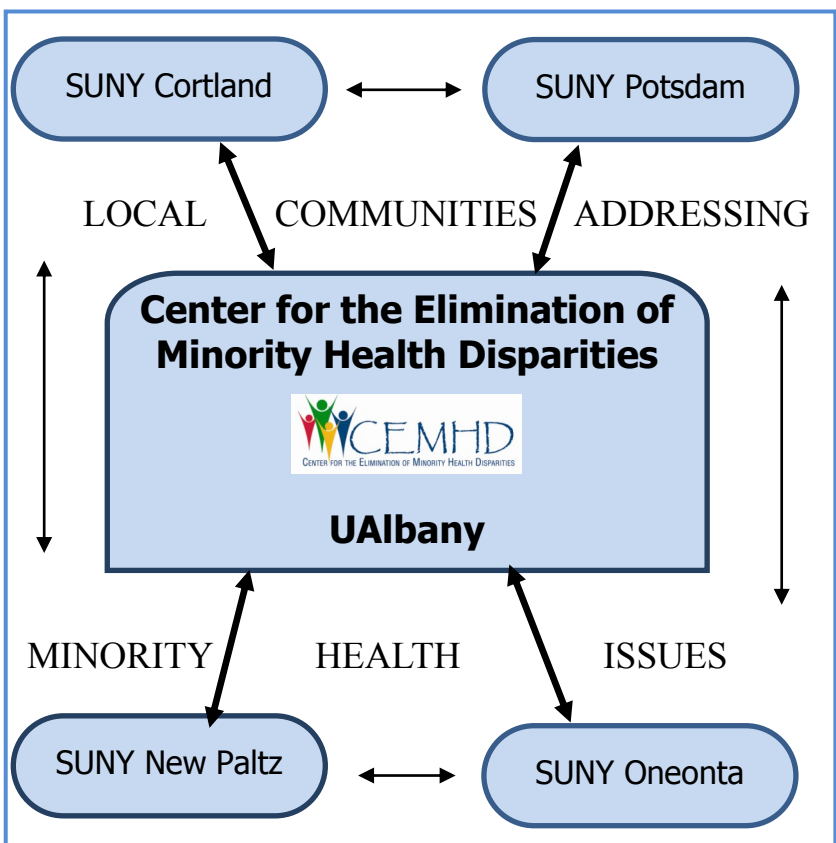 SUNY Cortland
SUNY Potsdam
LOCAL COMMUNITIES ADDRESSING
Center for the Elimination of
Minority Health Disparities
CEMHD
CENTER FOR THE ELIMINATION OF MINORITY HEALTH DISPARITIES
UAlbany
MINORITY HEALTH ISSUES
SUNY New Paltz
SUNY Oneonta